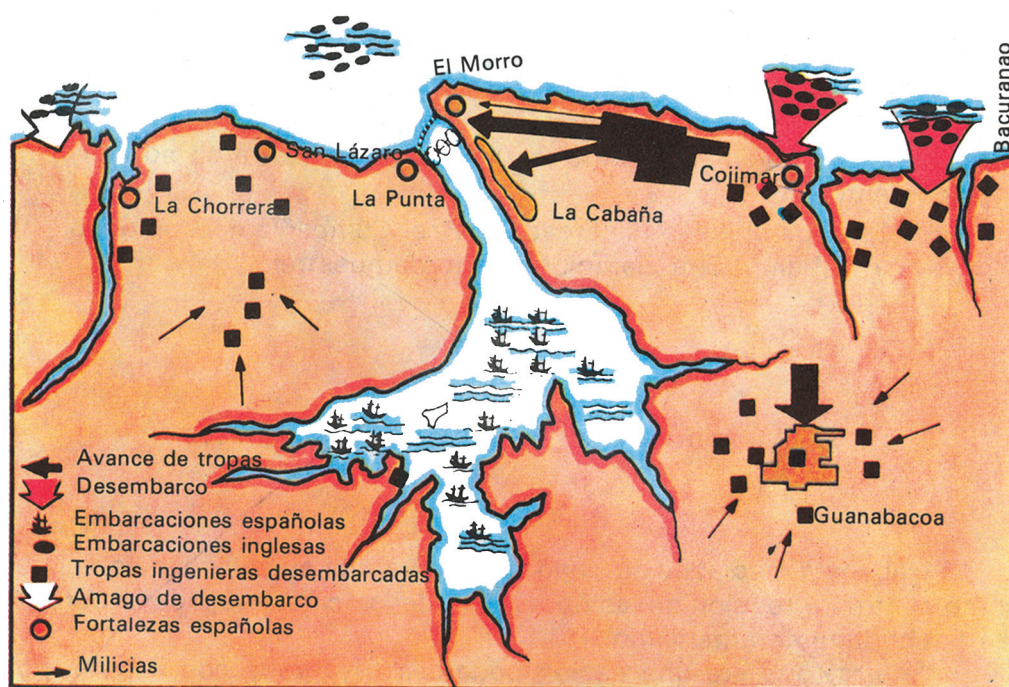 El Morro
Bacuranao
San Lázaro
La Punta
La Chorrera
Cojimar
La Cabaña
Guanabacoa
Avance de tropas
Desembarco
Embarcaciones españolas
Embarcaciones inglesas
Tropas ingenieras desembarcadas
Amago de desembarco
Fortalezas españolas
Milicias